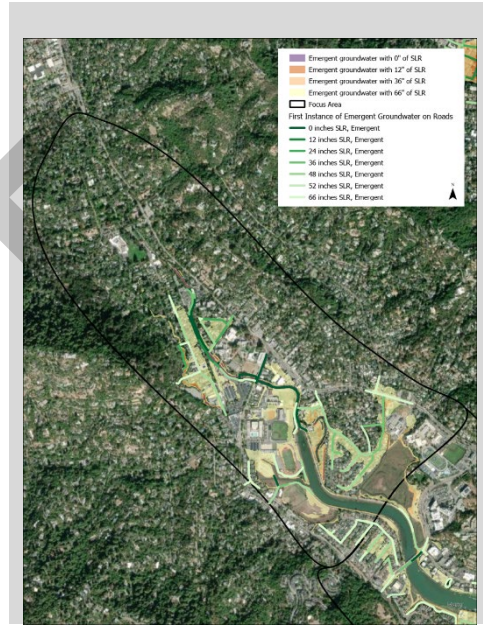 Emergent groundwater with 0" of SLR
Emergent groundwater with 12" of SLR
Emergent groundwater with 36" of SLR
Emergent groundwater with 66" of SLR
Focus Area
First Instance of Emergent Groundwater on Roads
0 inches SLR, Emergent
12 inches SLR, Emergent
24 inches SLR, Emergent
36 inches SLR, Emergent
48 inches SLR, Emergent
52 inches SLR, Emergent
66 inches SLR, Emergent